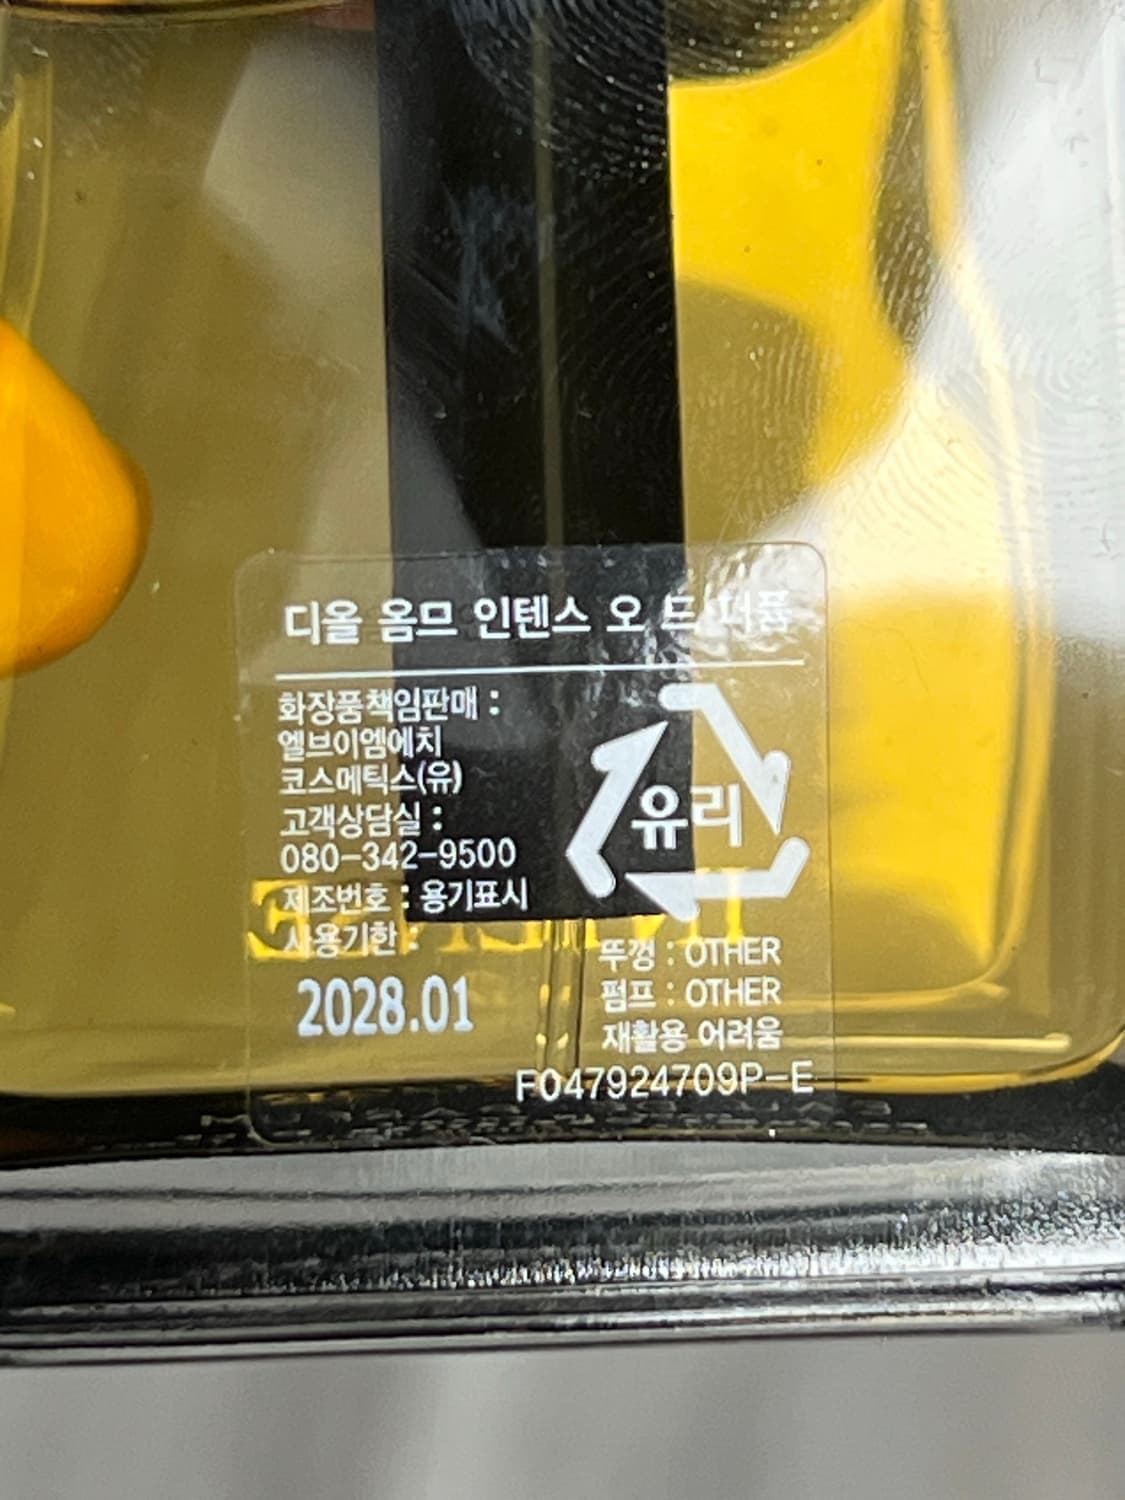 디올 옴므 인텐스 오 드 퍼퓸
화장품책임판매 :
엘브이엠에치
코스메틱스(유)
고객상담실 :
080-342-9500
제조번호 : 용기표시
사용기한 :
2028.01
유리
뚜껑 : OTHER
펌프 : OTHER
재활용 어려움
F047924709P-E
INTENSE